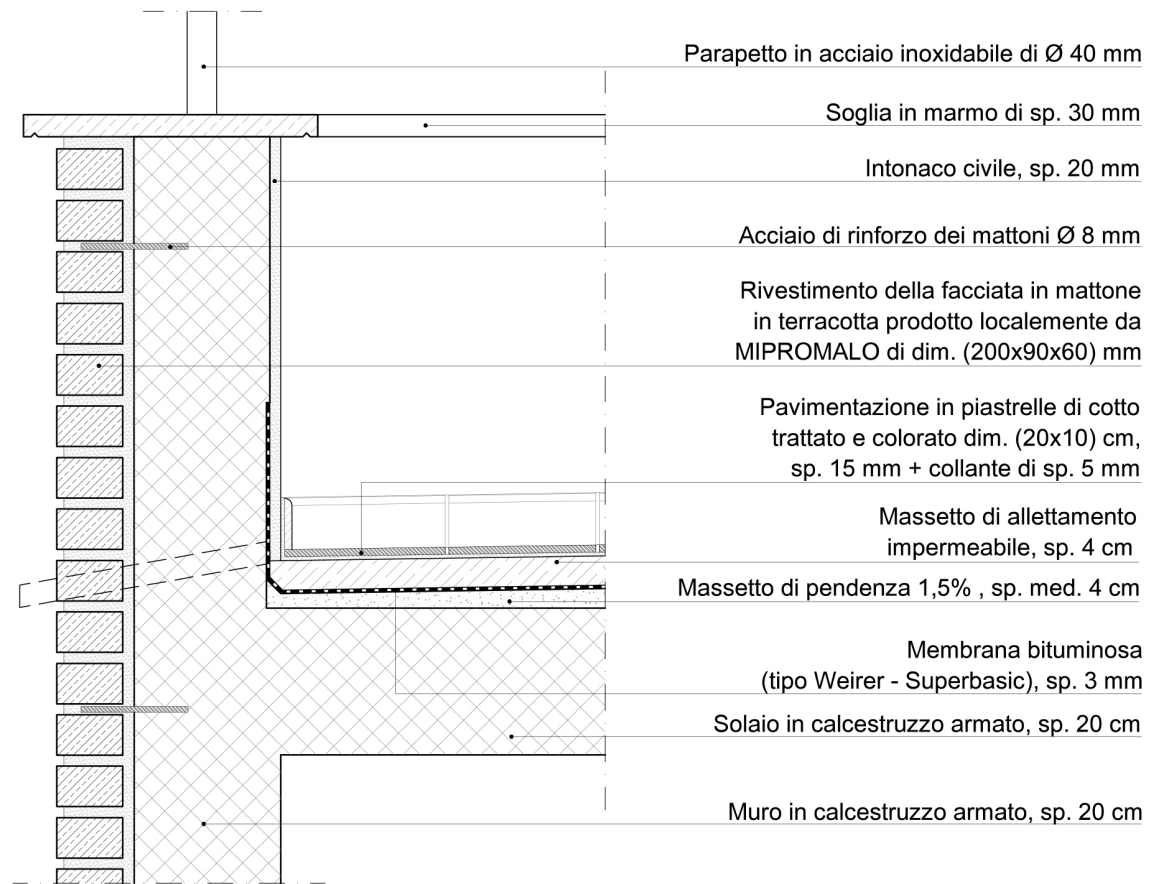 Parapetto in acciaio inoxidabile di Ø 40 mm
Soglia in marmo di sp. 30 mm
Intonaco civile, sp. 20 mm
Acciaio di rinforzo dei mattoni Ø 8 mm
Rivestimento della facciata in mattone
in terracotta prodotto localemente da
MIPROMALO di dim. (200x90x60) mm
Pavimentazione in piastrelle di cotto
trattato e colorato dim. (20x10) cm,
sp. 15 mm + collante di sp. 5 mm
Massetto di allettamento
impermeabile, sp. 4 cm
Massetto di pendenza 1,5% , sp. med. 4 cm
Membrana bituminosa
(tipo Weirer - Superbasic), sp. 3 mm
Solaio in calcestruzzo armato, sp. 20 cm
Muro in calcestruzzo armato, sp. 20 cm